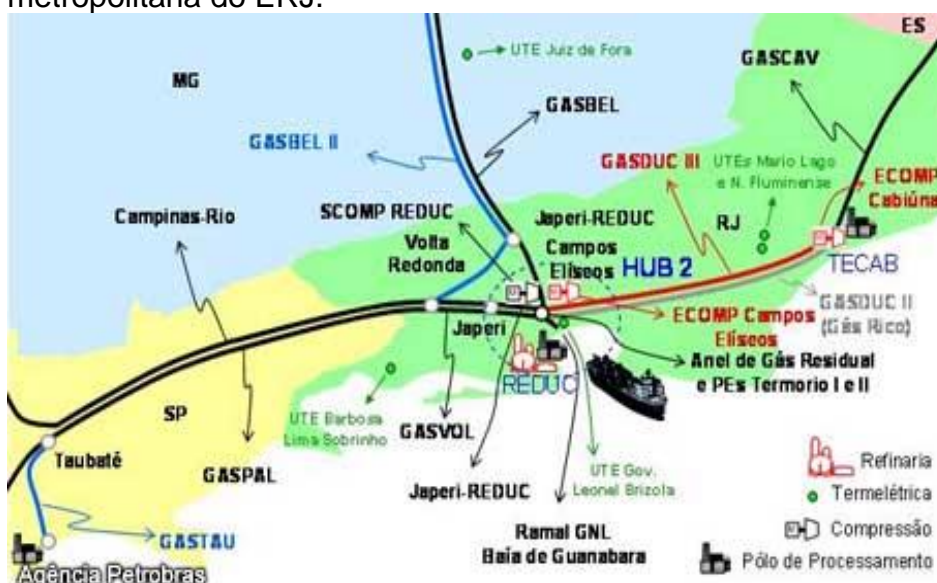 metropolitana do ERJ.
ES
UTE Juiz de Fora
GASCAV
MG
GASBEL
GASBEL II
GASDUC III
UTEs Mario Lago
e N. Fluminense
ECOMP
Cabiúna
Campinas-Rio
SCOMP REDUC
Japeri-REDUC
RJ
Volta
Redonda
Campos
Elíseos
HUB 2
TECAB
Japeri
ECOMP Campos
Elíseos
GASDUC II
(Gás Rico)
REDUC
Anel de Gás Residual
e PEs Termorio I e II
SP
UTE Barbosa
Lima Sobrinho
GASVOL
Taubaté
GASPAL
Japeri-REDUC
UTE Gov.
Leonel Brizola
Refinaria
Termelétrica
GASTAU
Ramal GNL
Baía de Guanabara
Compressão
Pólo de Processamento
Agência Petrobras